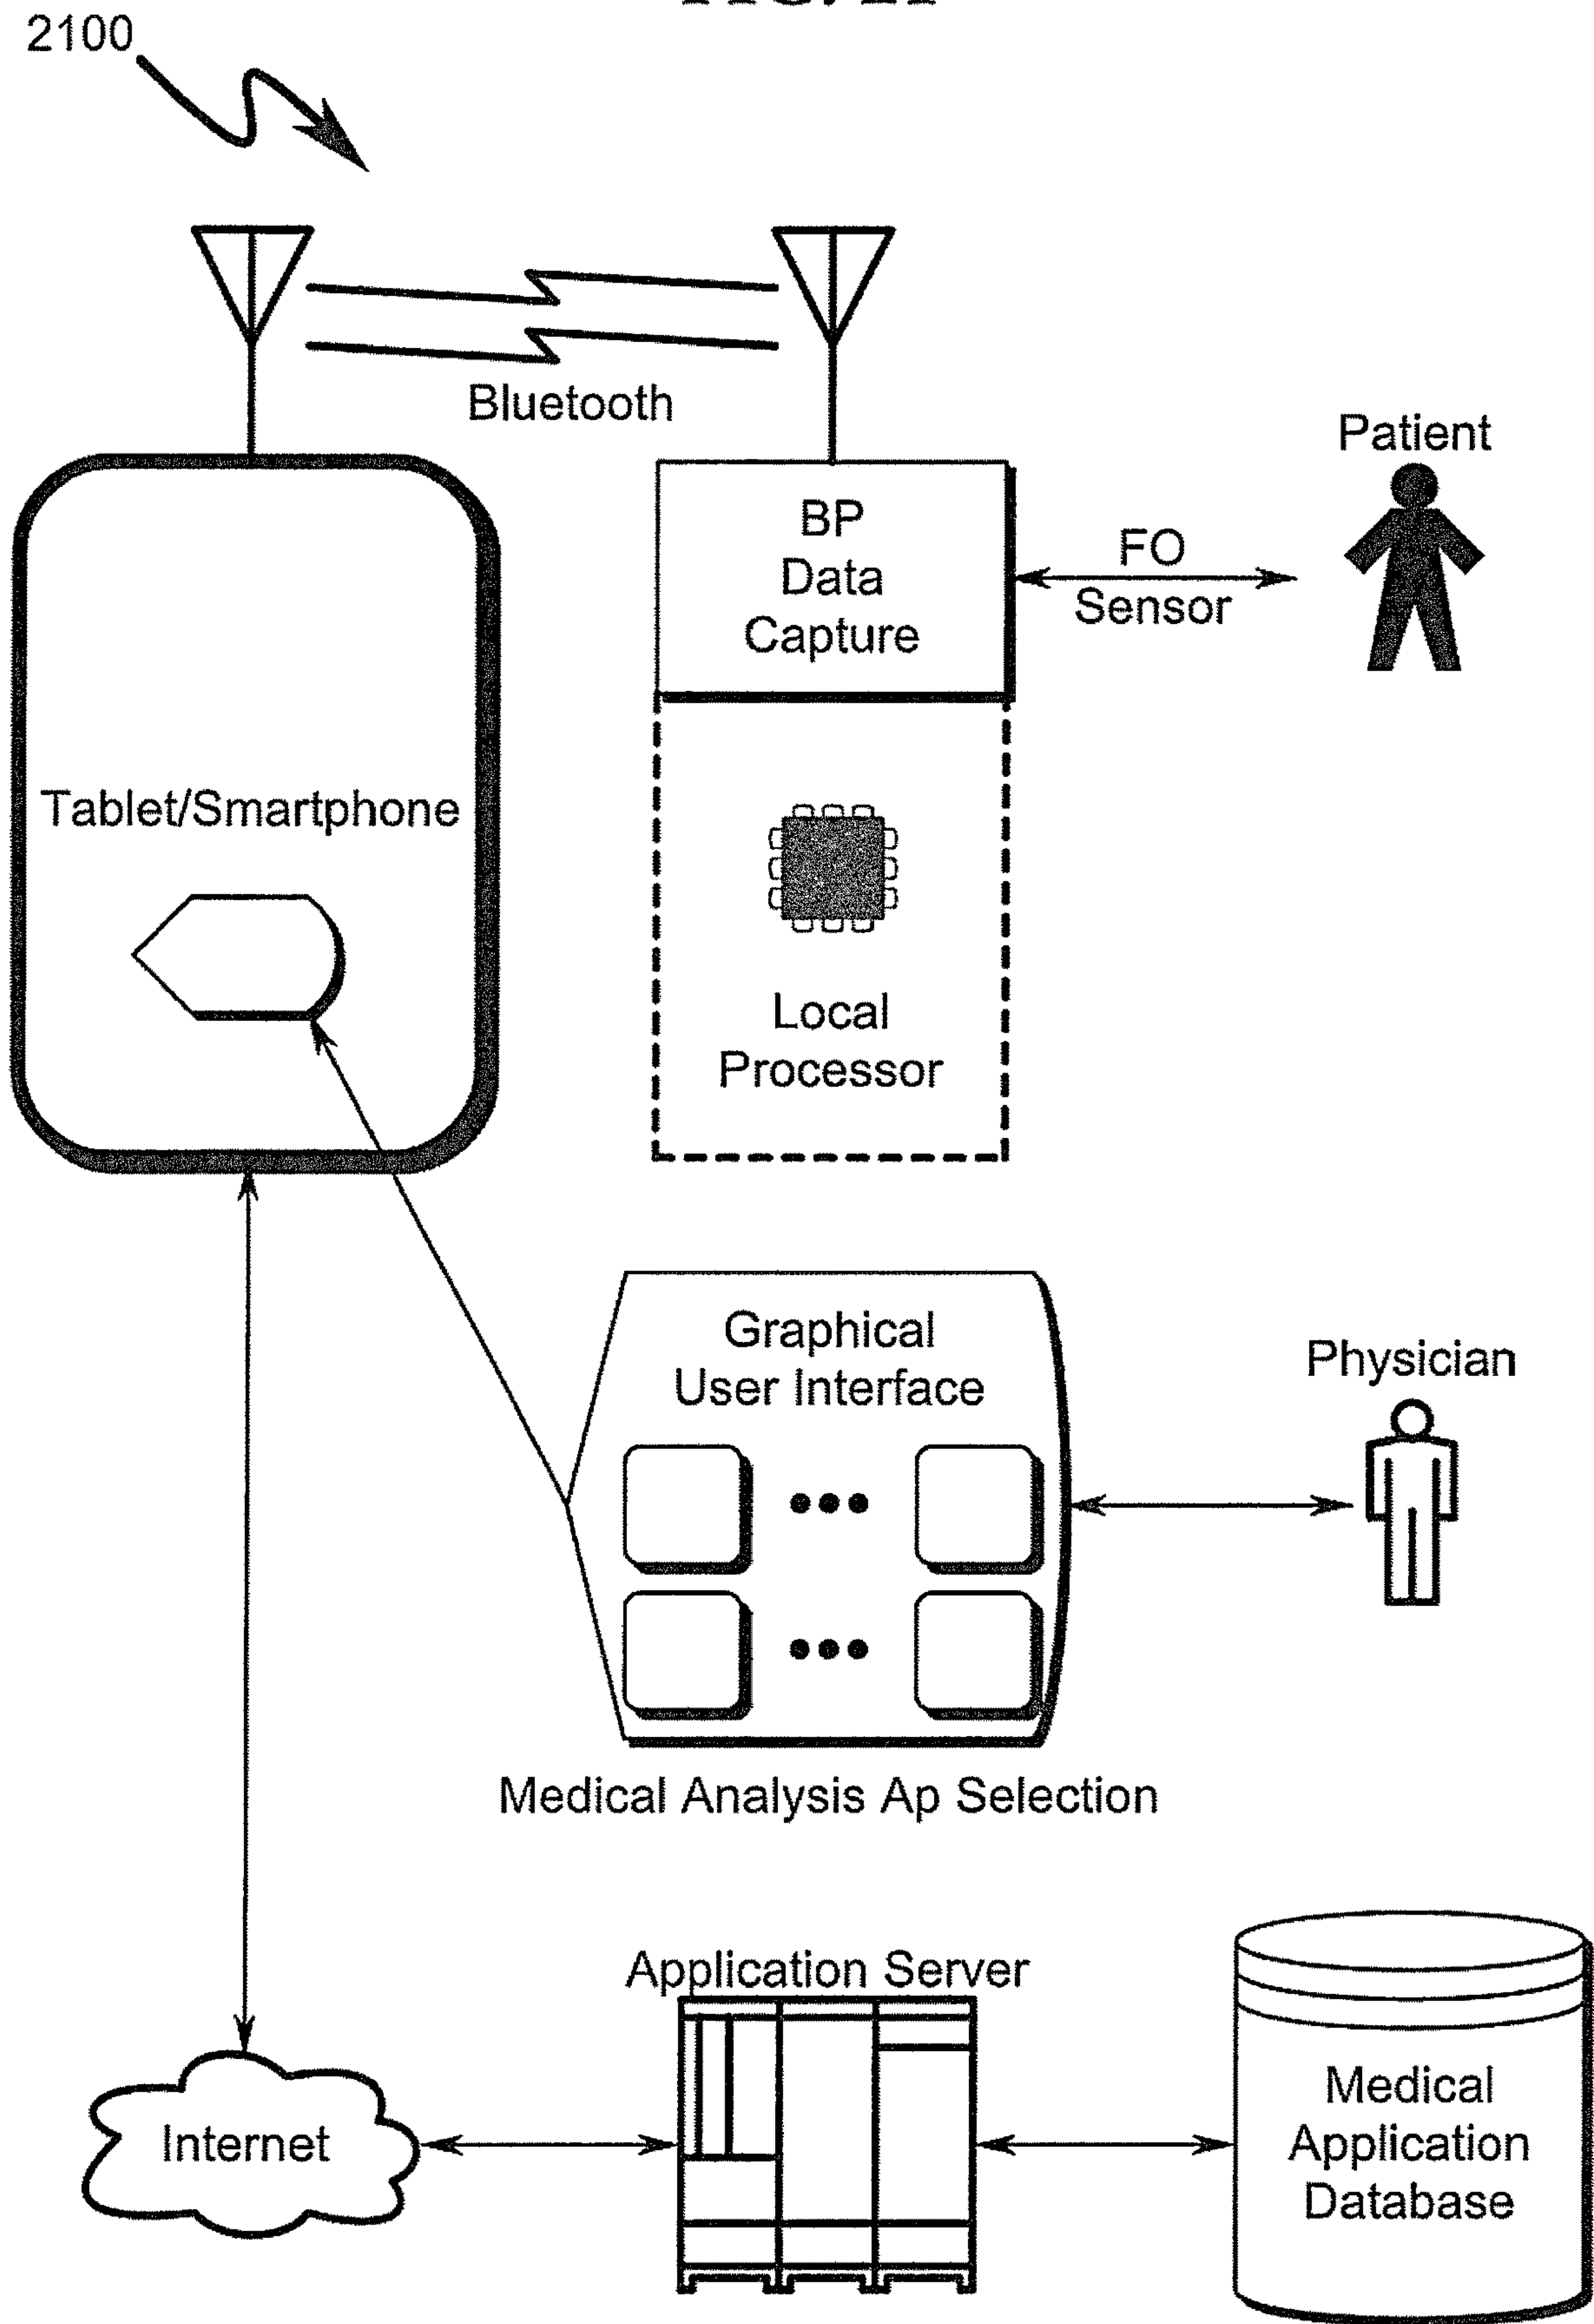 2100
Bluetooth
Patient
BP
Data
Capture
FO
Sensor
Tablet/Smartphone
Local
Processor
Graphical
User Interface
Physician
Medical Analysis Ap Selection
Application Server
Internet
Medical
Application
Database